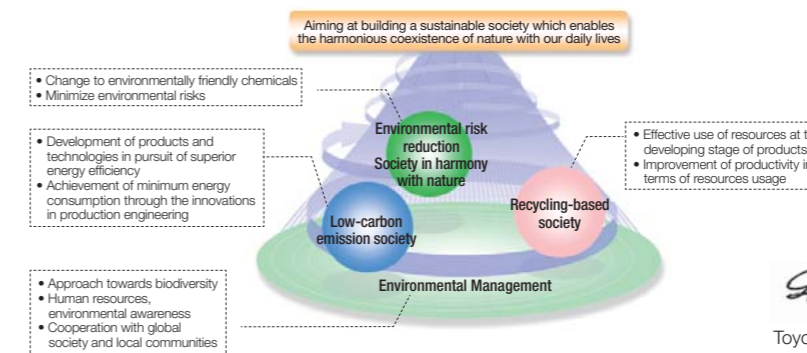 Aiming at building a sustainable society which enables
the harmonious coexistence of nature with our daily lives
• Change to environmentally friendly chemicals
• Minimize environmental risks
• Development of products and
technologies in pursuit of superior
energy efficiency
• Achievement of minimum energy
consumption through the innovations
in production engineering
Environmental risk
reduction
Society in harmony
with nature
• Effective use of resources at
developing stage of products
• Improvement of productivity
terms of resources usage
Low-carbon
emission society
Recycling-based
society
Environmental Management
• Approach towards biodiversity
• Human resources,
environmental awareness
• Cooperation with global
society and local communities